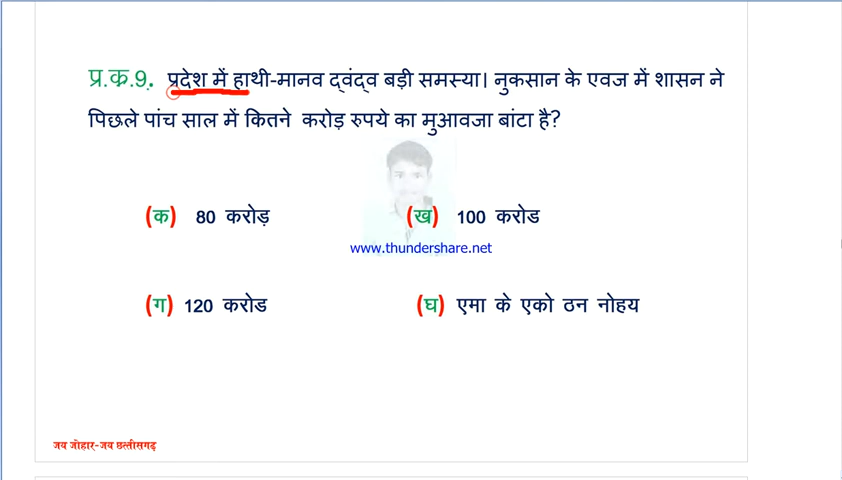 प्र.क्र.9. प्रदेश में हाथी-मानव द्वंद्व बड़ी समस्या। नुकसान के एवज में शासन ने
पिछले पांच साल में कितने करोड़ रुपये का मुआवजा बांटा है?
(क) 80 करोड़ (ख) 100 करोड
www.thundershare.net
(ग) 120 करोड (घ) एमा के एको ठन नोहय
जय जोहार-जय छत्तीसगढ़